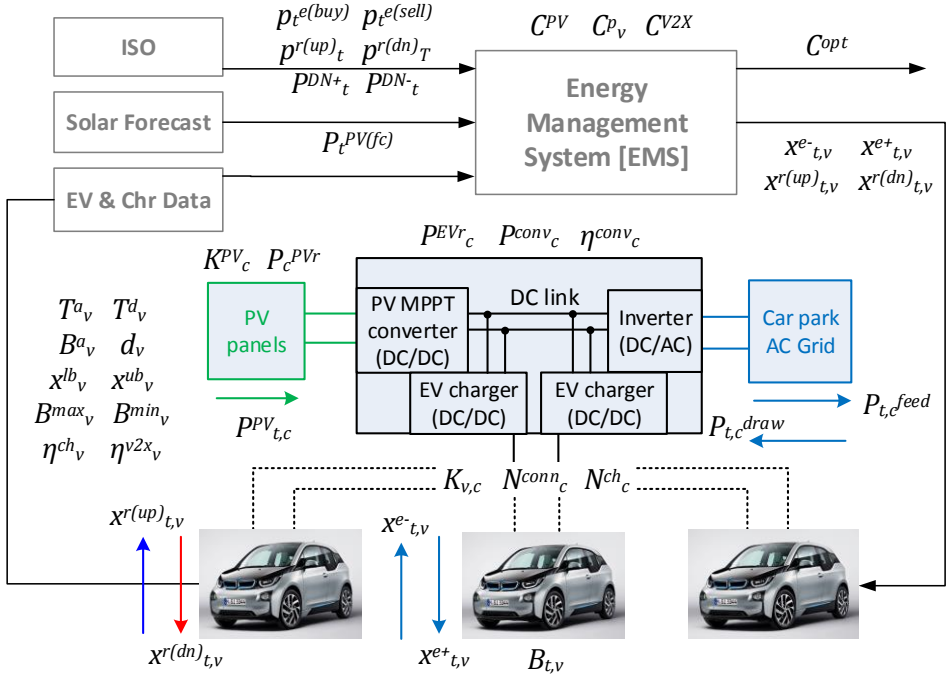 p_t^e(buy) p_t^e(sell)
p^r(up)_t p^r(dn)_T
P^DN+_t P^DN-_t
ISO
C^PV C^p_v C^V2X
C^opt
Energy
Management
System [EMS]
Solar Forecast
P_t^PV(fc)
EV & Chr Data
x^e-_t,v x^e+_t,v
x^r(up)_t,v x^r(dn)_t,v
P^EVr_c P^conv_c η^conv_c
K^PV_c P_c^PVr
PV
panels
PV MPPT
converter
(DC/DC)
DC link
Inverter
(DC/AC)
Car park
AC Grid
EV charger
(DC/DC)
EV charger
(DC/DC)
T^a_v T^d_v
B^a_v d_v
x^lb_v x^ub_v
B^max_v B^min_v
η^ch_v η^v2x_v
P^PV_t,c
P_t,c^feed
P_t,c^draw
K_v,c N^conn_c N^ch_c
x^r(up)_t,v
x^e-_t,v
x^r(dn)_t,v
x^e+_t,v
B_t,v